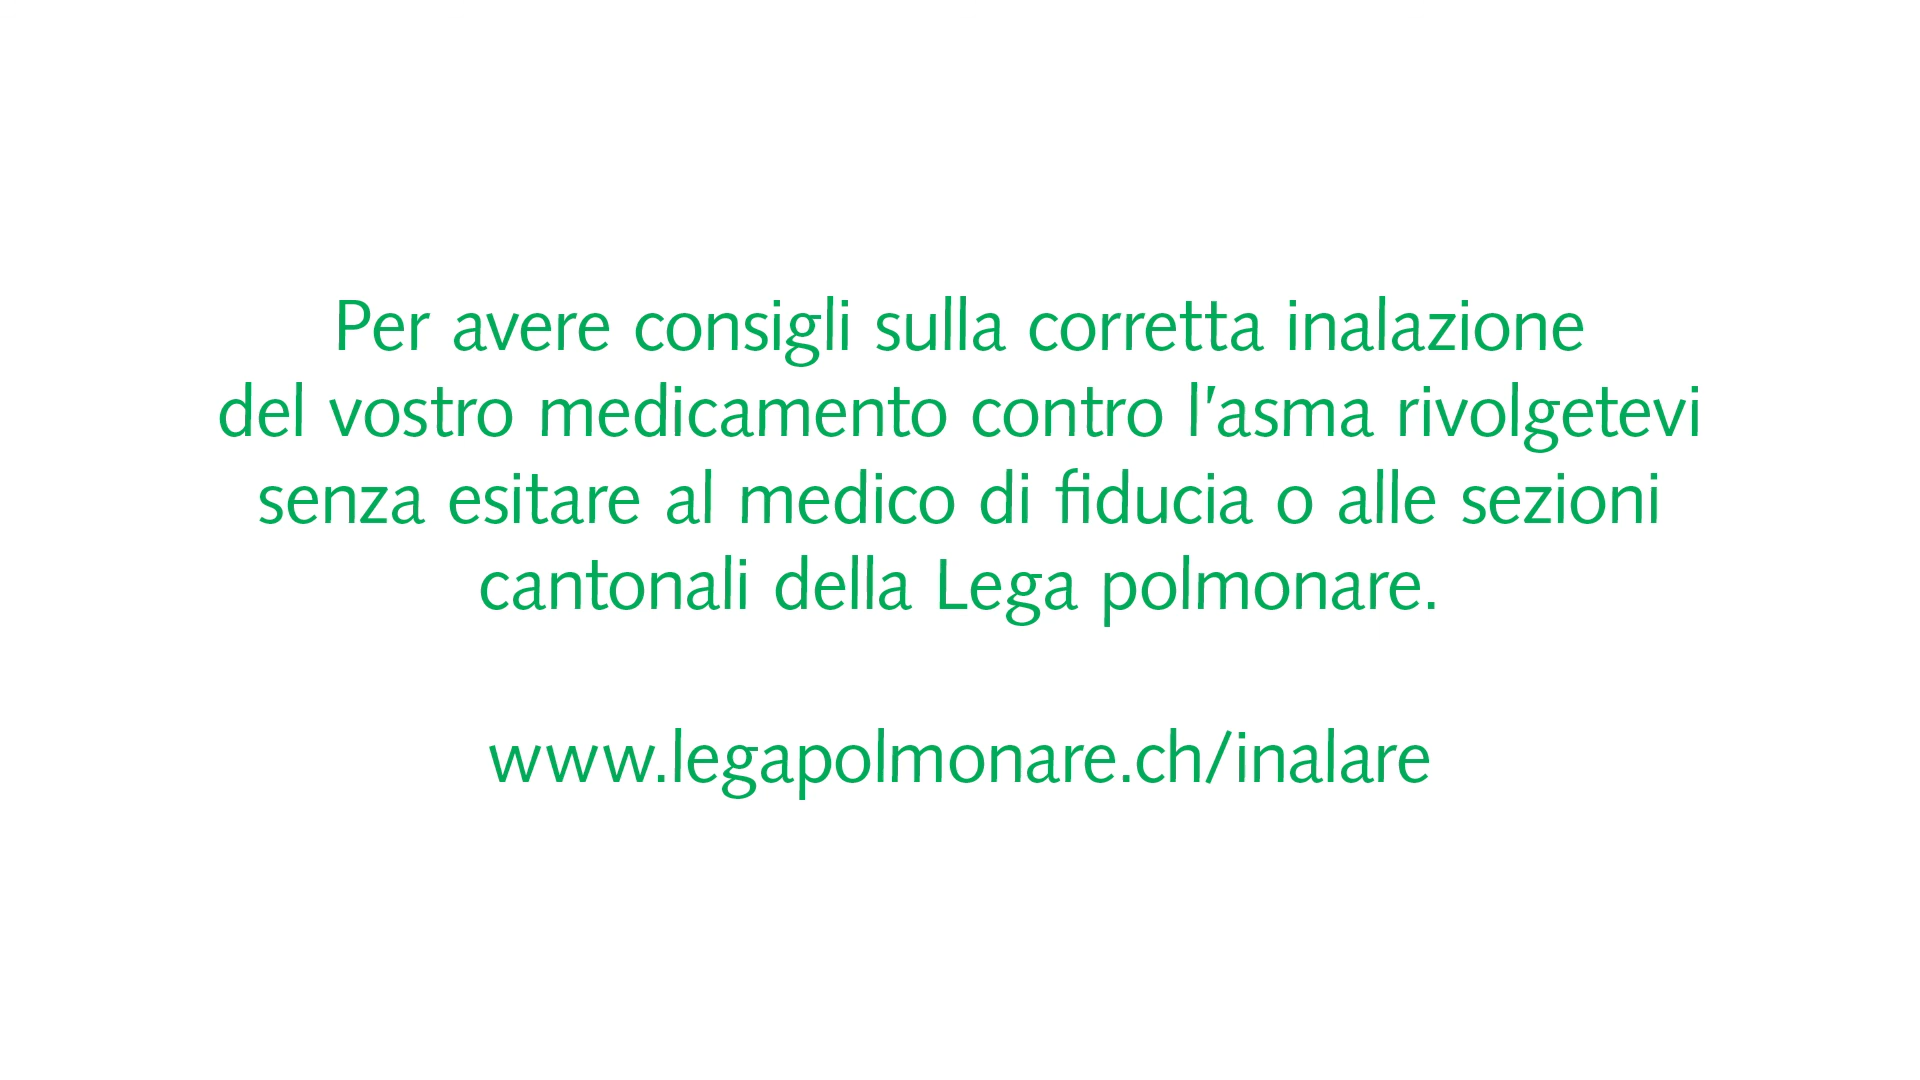 Per avere consigli sulla corretta inalazione
del vostro medicamento contro l'asma rivolgetevi
senza esitare al medico di fiducia o alle sezioni
cantonali della Lega polmonare.
www.legapolmonare.ch/inalare